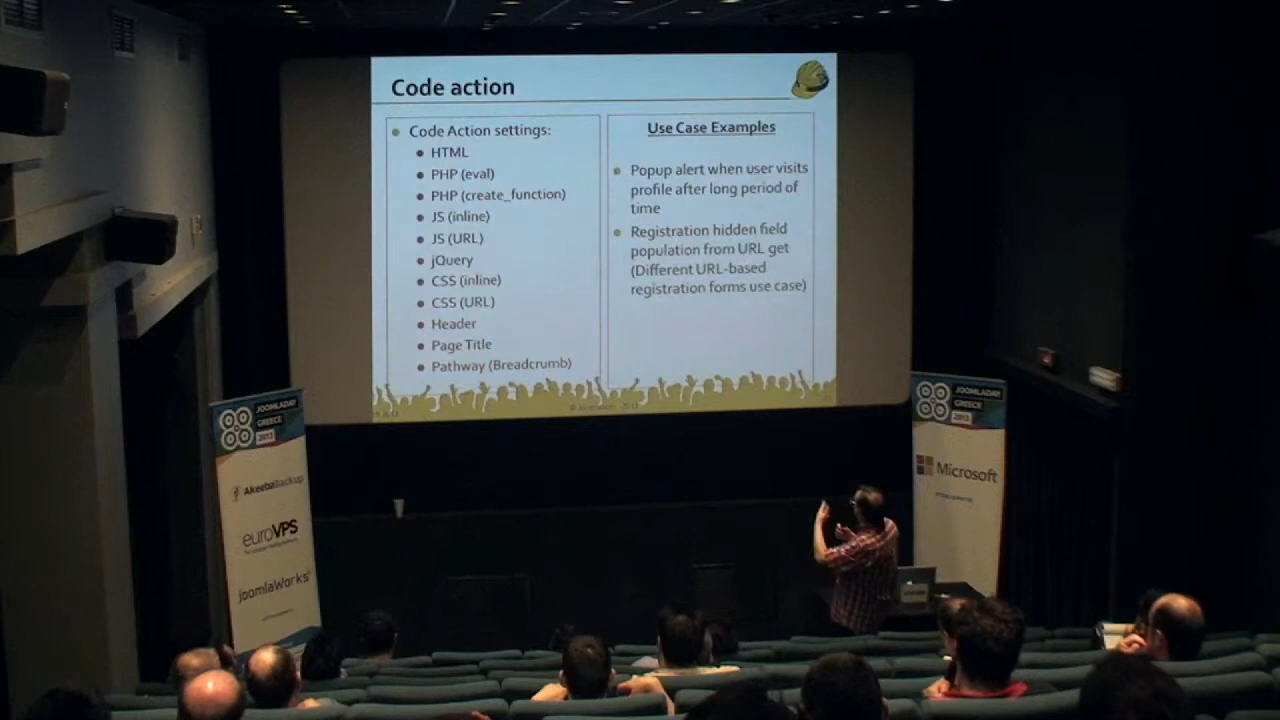 Code action
Code Action settings:
HTML
PHP (eval)
PHP (create_function)
JS (inline)
JS (URL)
jQuery
CSS (inline)
CSS (URL)
Header
Page Title
Pathway (Breadcrumb)
Use Case Examples
Popup alert when user visits
profile after long period of
time
Registration hidden field
population from URL get
(Different URL-based
registration forms use case)
JOOMLADAY
GREECE
2013
AkeebaBackup
euroVPS
JoomlaWorks
JOOMLADAY
GREECE
2013
Microsoft